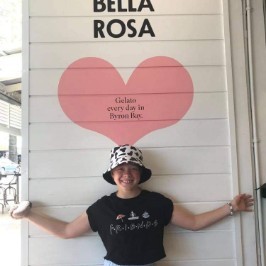 BELLA
ROSA
Gelato
every day in
Byron Bay.
F·R·I·E·N·D·S